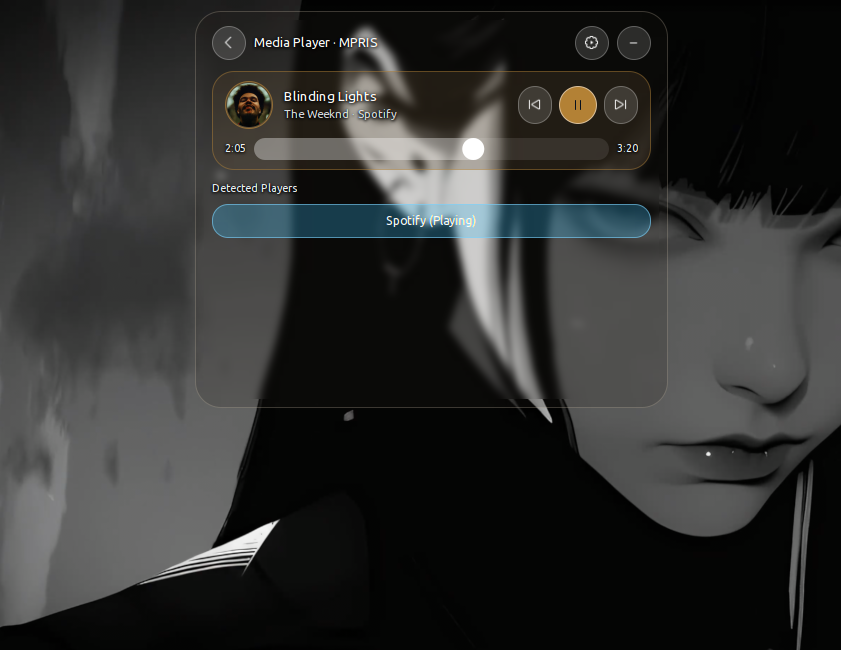 Media Player · MPRIS
Blinding Lights
The Weeknd · Spotify
2:05
3:20
Detected Players
Spotify (Playing)